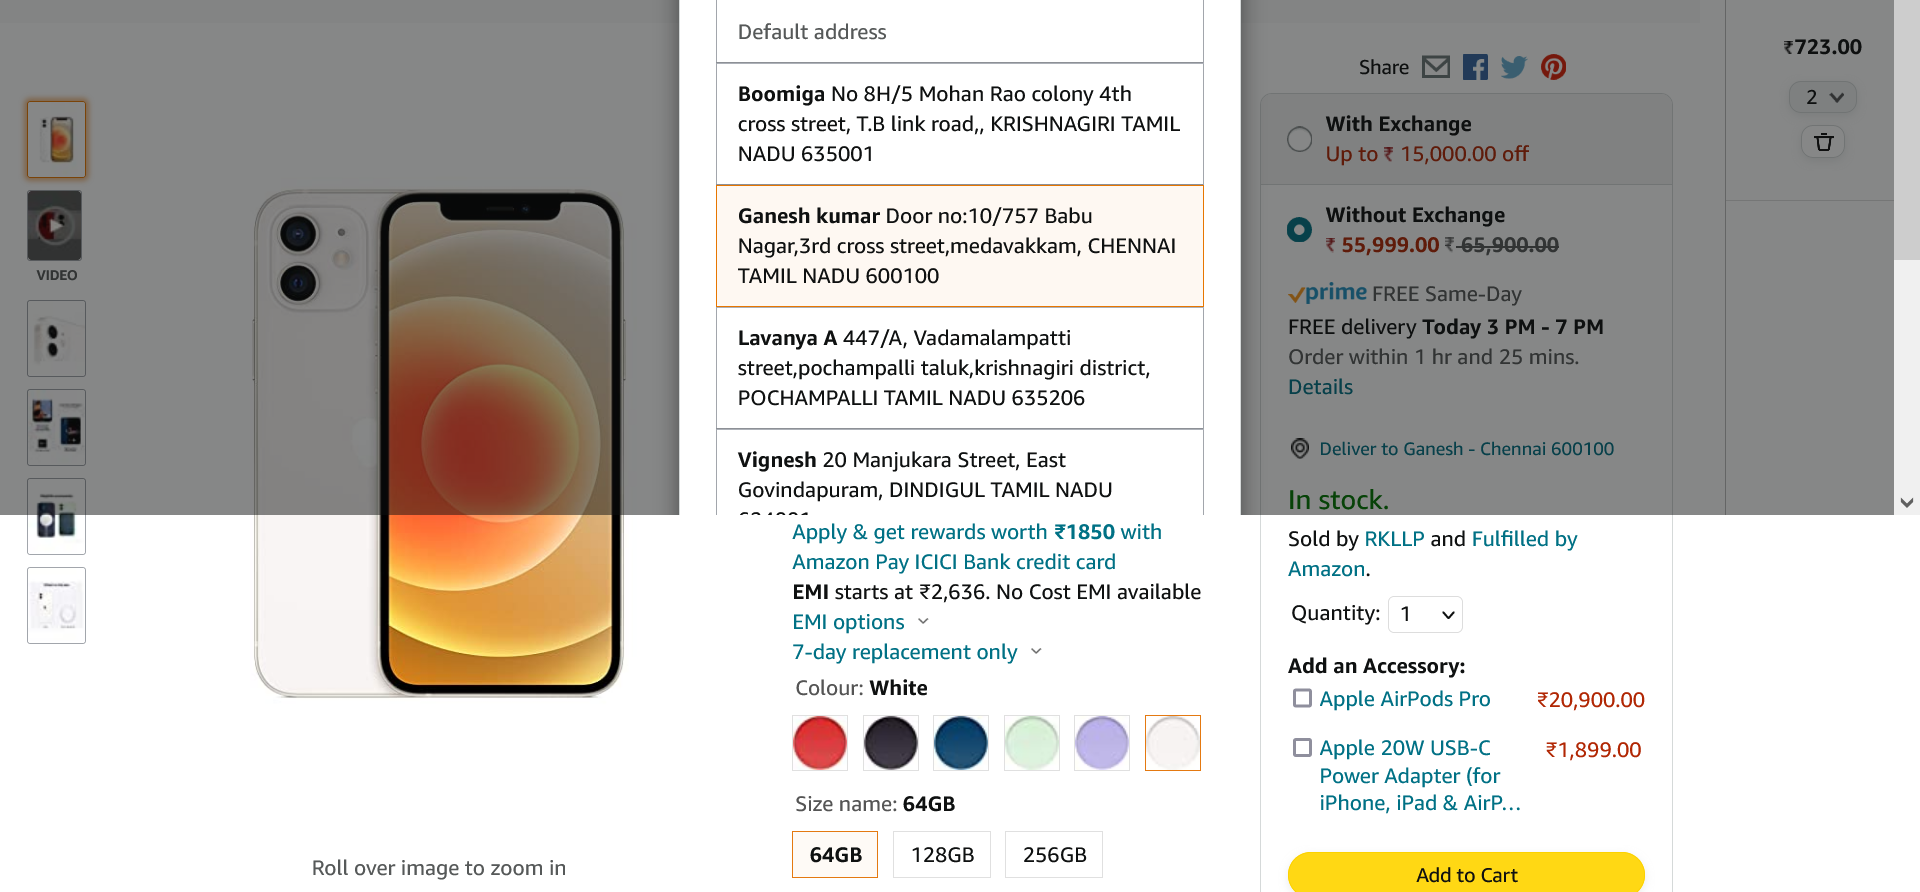 VIDEO
Roll over image to zoom in
Default address
Boomiga No 8H/5 Mohan Rao colony 4th
cross street, T.B link road,, KRISHNAGIRI TAMIL
NADU 635001
Ganesh kumar Door no:10/757 Babu
Nagar,3rd cross street,medavakkam, CHENNAI
TAMIL NADU 600100
Lavanya A 447/A, Vadamalampatti
street,pochampalli taluk,krishnagiri district,
POCHAMPALLI TAMIL NADU 635206
Vignesh 20 Manjukara Street, East
Govindapuram, DINDIGUL TAMIL NADU
Apply & get rewards worth ₹1850 with
Amazon Pay ICICI Bank credit card
EMI starts at ₹2,636. No Cost EMI available
EMI options
7-day replacement only
Colour: White
Size name: 64GB
64GB 128GB 256GB
Share
With Exchange
Up to ₹ 15,000.00 off
Without Exchange
₹ 55,999.00 ₹ 65,900.00
prime FREE Same-Day
FREE delivery Today 3 PM - 7 PM
Order within 1 hr and 25 mins.
Details
Deliver to Ganesh - Chennai 600100
In stock.
Sold by RKLLP and Fulfilled by
Amazon.
Quantity: 1
Add an Accessory:
Apple AirPods Pro ₹20,900.00
Apple 20W USB-C ₹1,899.00
Power Adapter (for
iPhone, iPad & AirP...
Add to Cart
₹723.00
2